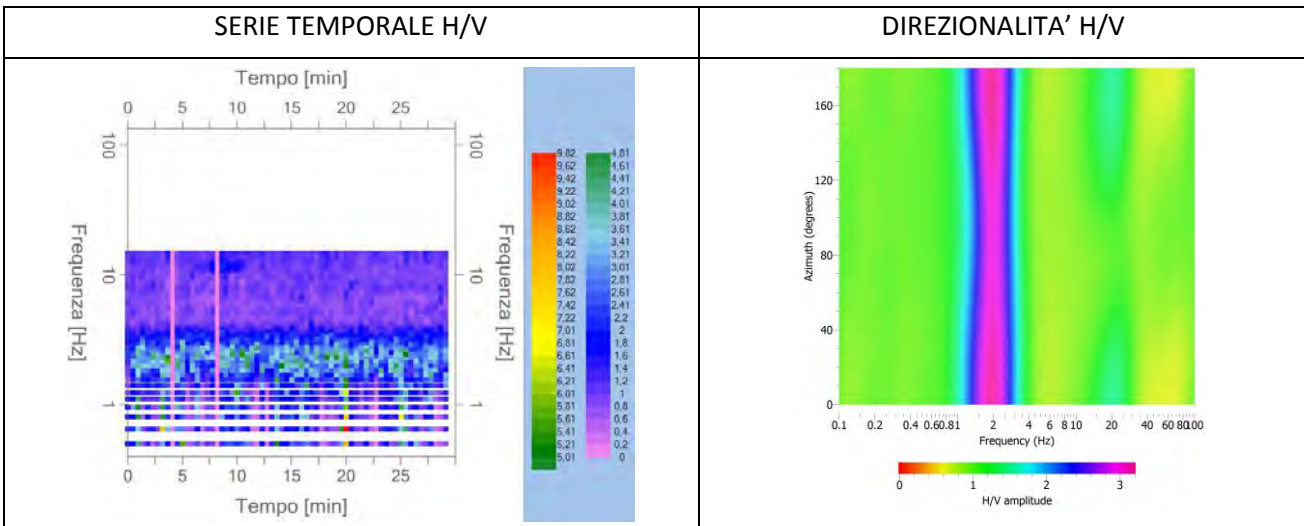 SERIE TEMPORALE H/V
DIREZIONALITA’ H/V
Tempo [min]
0 5 10 15 20 25
Frequenza [Hz]
100
10
1
100
10
1
Frequenza [Hz]
0 5 10 15 20 25
Tempo [min]
9,82 4,81
9,62 4,61
9,42 4,41
9,22 4,21
9,02 4,01
8,82 3,81
8,62 3,61
8,42 3,41
8,22 3,21
8,02 3,01
7,82 2,81
7,62 2,61
7,42 2,41
7,22 2,2
7,01 2
6,81 1,8
6,61 1,6
6,41 1,4
6,21 1,2
6,01 1
5,81 0,8
5,61 0,6
5,41 0,4
5,21 0,2
5,01 0
Azimuth (degrees)
160
120
80
40
0
0.1 0.2 0.4 0.60.81 2 4 6 8 10 20 40 60 80100
Frequency (Hz)
0 1 2 3
H/V amplitude